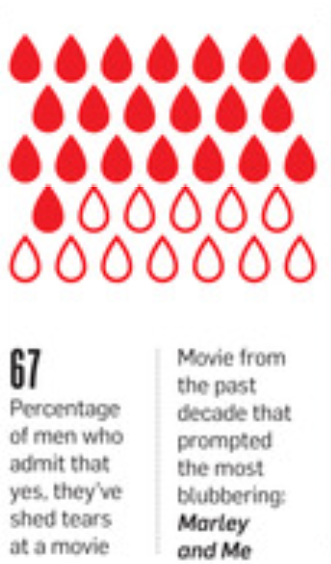 67
Percentage
of men who
admit that
yes, they've
shed tears
at a movie
Movie from
the past
decade that
prompted
the most
blubbering:
Marley
and Me